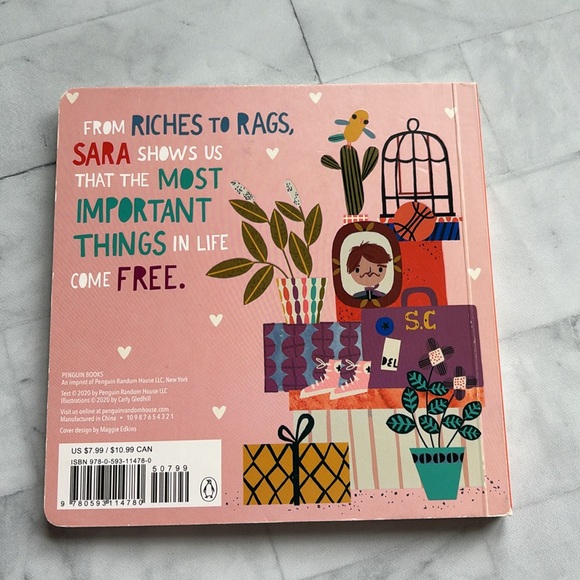 FROM RICHES TO RAGS,
SARA SHOWS US
THAT THE MOST
IMPORTANT
THINGS IN LIFE
COME FREE.
S.C
DEL
PENGUIN BOOKS
An imprint of Penguin Random House LLC, New York
Text © 2020 by Penguin Random House LLC
Illustrations © 2020 by Carly Gledhill
Visit us online at penguinrandomhouse.com
Manufactured in China • 10 9 8 7 6 5 4 3 2 1
Cover design by Maggie Edkins
US $7.99 / $10.99 CAN
ISBN 978-0-593-11478-0
50799
9 780593 114780